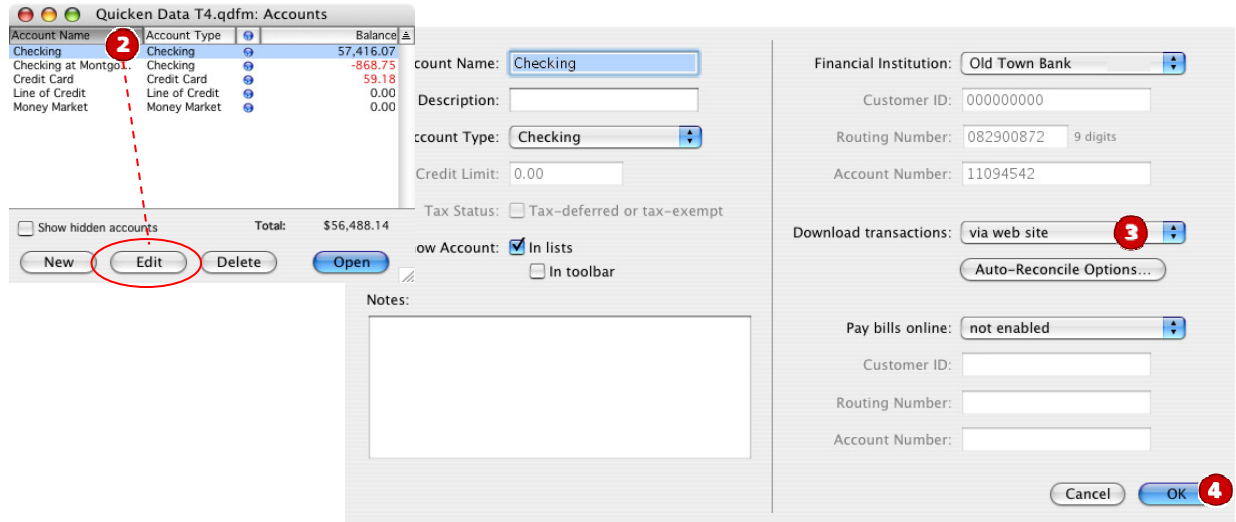 Quicken Data T4.qdfm: Accounts
Account Name Account Type Balance
Checking Checking 57,416.07
Checking at Montgo... Checking -868.75
Credit Card Credit Card 59.18
Line of Credit Line of Credit 0.00
Money Market Money Market 0.00
2
Show hidden accounts Total: $56,488.14
New Edit Delete Open
count Name: Checking
Description:
ccount Type: Checking
Credit Limit: 0.00
Tax Status: Tax-deferred or tax-exempt
ow Account: In lists
In toolbar
Notes:
Financial Institution: Old Town Bank
Customer ID: 000000000
Routing Number: 082900872 9 digits
Account Number: 11094542
Download transactions: via web site 3
Auto-Reconcile Options...
Pay bills online: not enabled
Customer ID:
Routing Number:
Account Number:
Cancel OK 4